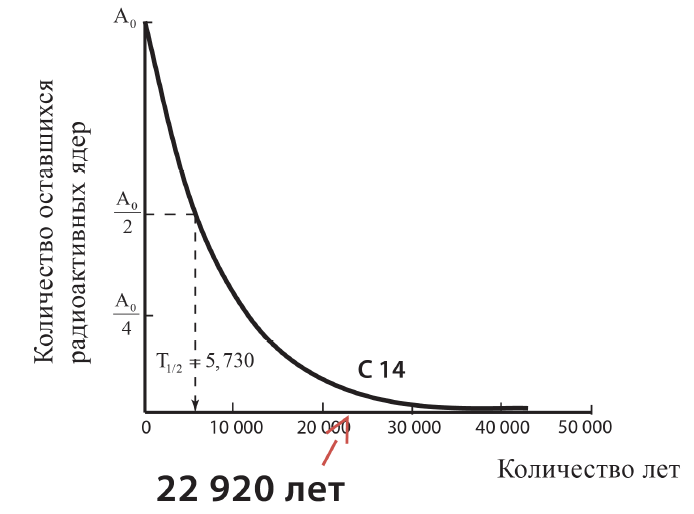 A₀
Количество оставшихся
радиоактивных ядер
A₀
2
A₀
4
T1/2 = 5,730
C 14
0 10 000 20 000 30 000 40 000 50 000
Количество лет
22 920 лет